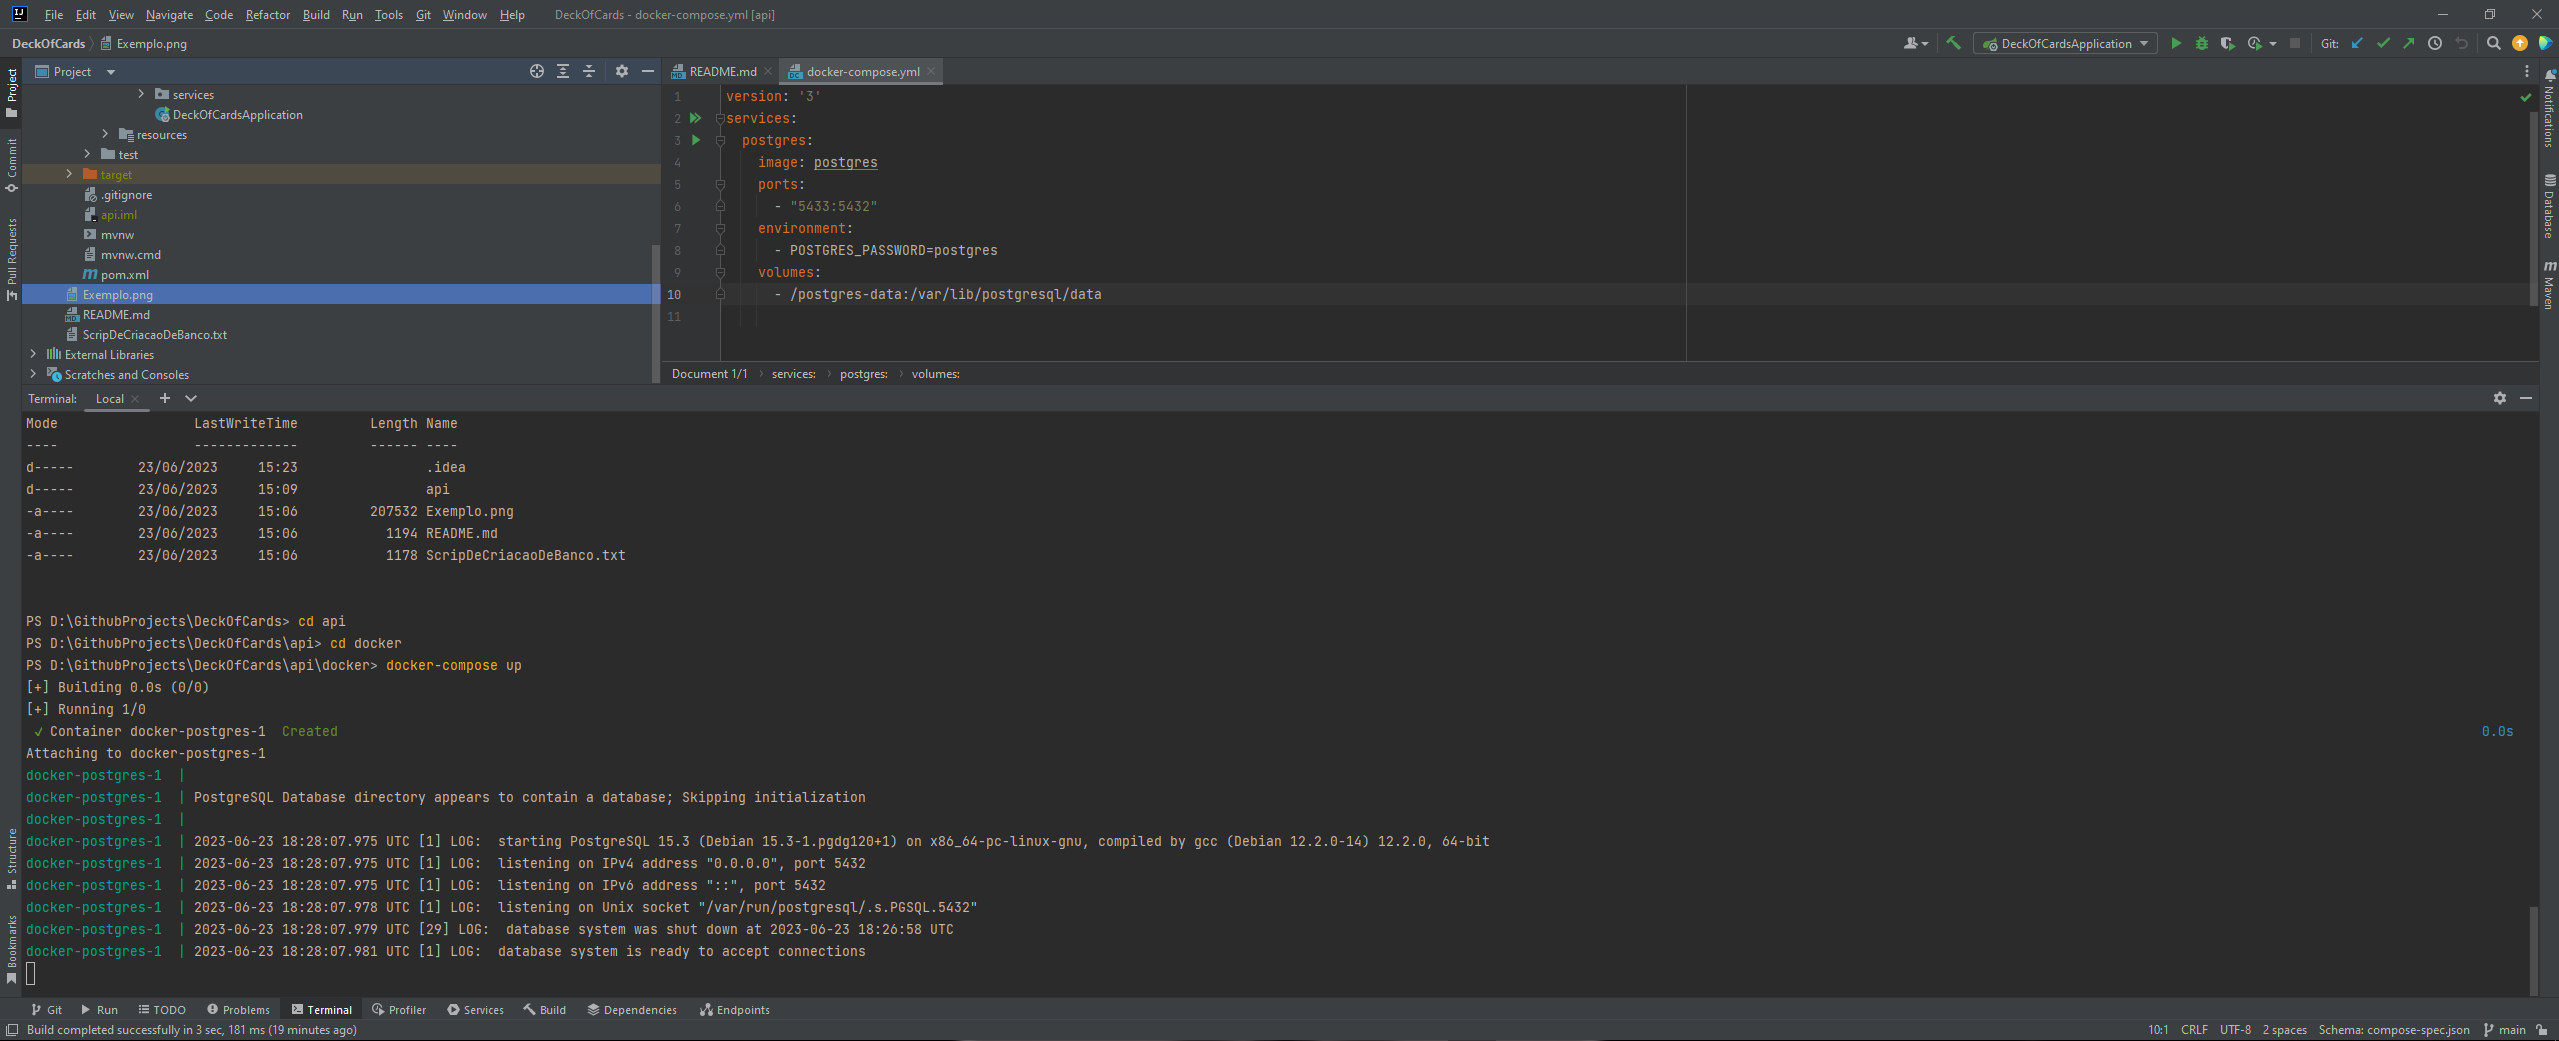 File Edit View Navigate Code Refactor Build Run Tools Git Window Help DeckOfCards - docker-compose.yml [api]
DeckOfCards Exemplo.png DeckOfCardsApplication Git:
Project
README.md docker-compose.yml
services
DeckOfCardsApplication
resources
test
target
.gitignore
api.iml
mvnw
mvnw.cmd
pom.xml
Exemplo.png
README.md
ScripDeCriacaoDeBanco.txt
External Libraries
Scratches and Consoles
1 version: '3'
2 services:
3 postgres:
4 image: postgres
5 ports:
6 - "5433:5432"
7 environment:
8 - POSTGRES_PASSWORD=postgres
9 volumes:
10 - /postgres-data:/var/lib/postgresql/data
11
Document 1/1 services: postgres: volumes:
Project
Commit
Pull Requests
Structure
Bookmarks
Notifications
Database
Maven
Terminal: Local
Mode LastWriteTime Length Name
---- ------------- ------ ----
d----- 23/06/2023 15:23 .idea
d----- 23/06/2023 15:09 api
-a---- 23/06/2023 15:06 207532 Exemplo.png
-a---- 23/06/2023 15:06 1194 README.md
-a---- 23/06/2023 15:06 1178 ScripDeCriacaoDeBanco.txt
PS D:\GithubProjects\DeckOfCards> cd api
PS D:\GithubProjects\DeckOfCards\api> cd docker
PS D:\GithubProjects\DeckOfCards\api\docker> docker-compose up
[+] Building 0.0s (0/0)
[+] Running 1/0
✓ Container docker-postgres-1 Created 0.0s
Attaching to docker-postgres-1
docker-postgres-1 |
docker-postgres-1 | PostgreSQL Database directory appears to contain a database; Skipping initialization
docker-postgres-1 |
docker-postgres-1 | 2023-06-23 18:28:07.975 UTC [1] LOG: starting PostgreSQL 15.3 (Debian 15.3-1.pgdg120+1) on x86_64-pc-linux-gnu, compiled by gcc (Debian 12.2.0-14) 12.2.0, 64-bit
docker-postgres-1 | 2023-06-23 18:28:07.975 UTC [1] LOG: listening on IPv4 address "0.0.0.0", port 5432
docker-postgres-1 | 2023-06-23 18:28:07.975 UTC [1] LOG: listening on IPv6 address "::", port 5432
docker-postgres-1 | 2023-06-23 18:28:07.978 UTC [1] LOG: listening on Unix socket "/var/run/postgresql/.s.PGSQL.5432"
docker-postgres-1 | 2023-06-23 18:28:07.979 UTC [29] LOG: database system was shut down at 2023-06-23 18:26:58 UTC
docker-postgres-1 | 2023-06-23 18:28:07.981 UTC [1] LOG: database system is ready to accept connections
Git Run TODO Problems Terminal Profiler Services Build Dependencies Endpoints
Build completed successfully in 3 sec, 181 ms (19 minutes ago) 10:1 CRLF UTF-8 2 spaces Schema: compose-spec.json main